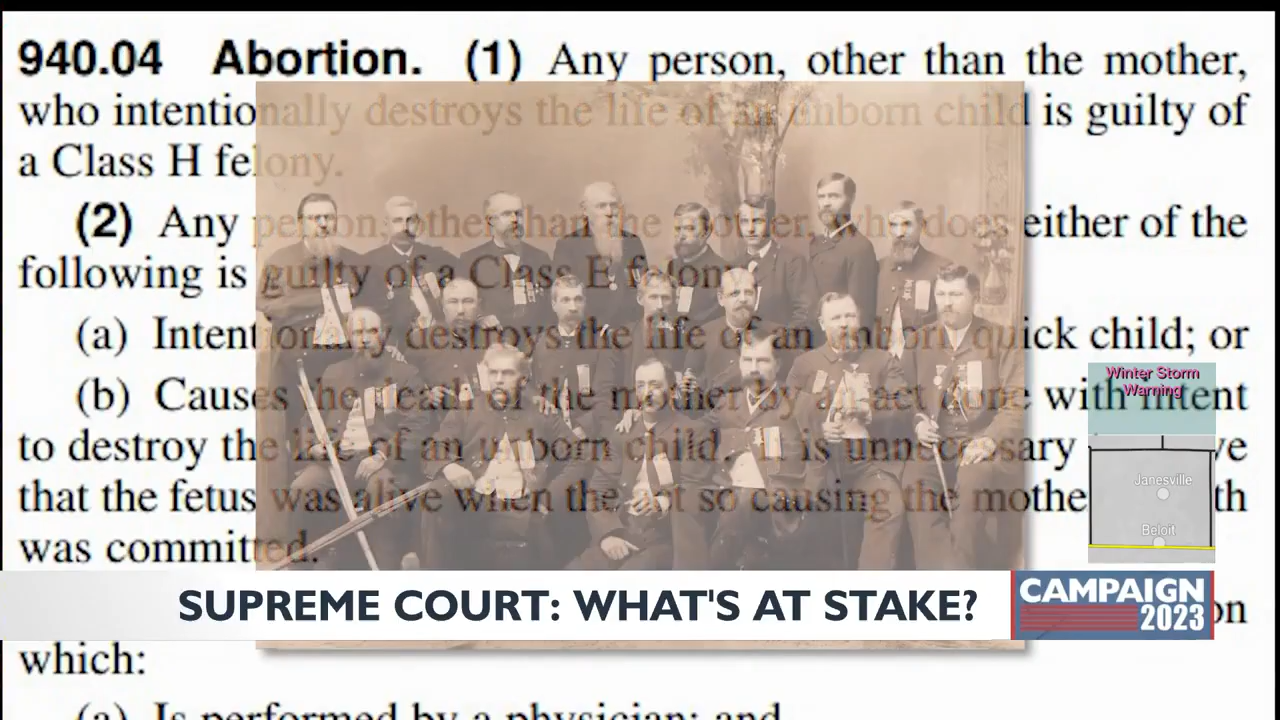 940.04 Abortion. (1) Any person, other than the mother,
who intentionally destroys the life of an unborn child is guilty of
a Class H felony.
(2) Any person, other than the mother, who does either of the
following is guilty of a Class E felony
(a) Intentionally destroys the life of an unborn quick child; or
(b) Causes the death of the mother by an act done with intent
to destroy the life of an unborn child. It is unnecessary
that the fetus was alive when the act so causing the
was committed.
Winter Storm
Warning
Janesville
Beloit
SUPREME COURT: WHAT'S AT STAKE?
CAMPAIGN
2023
which:
(a) Is performed by a physician; and